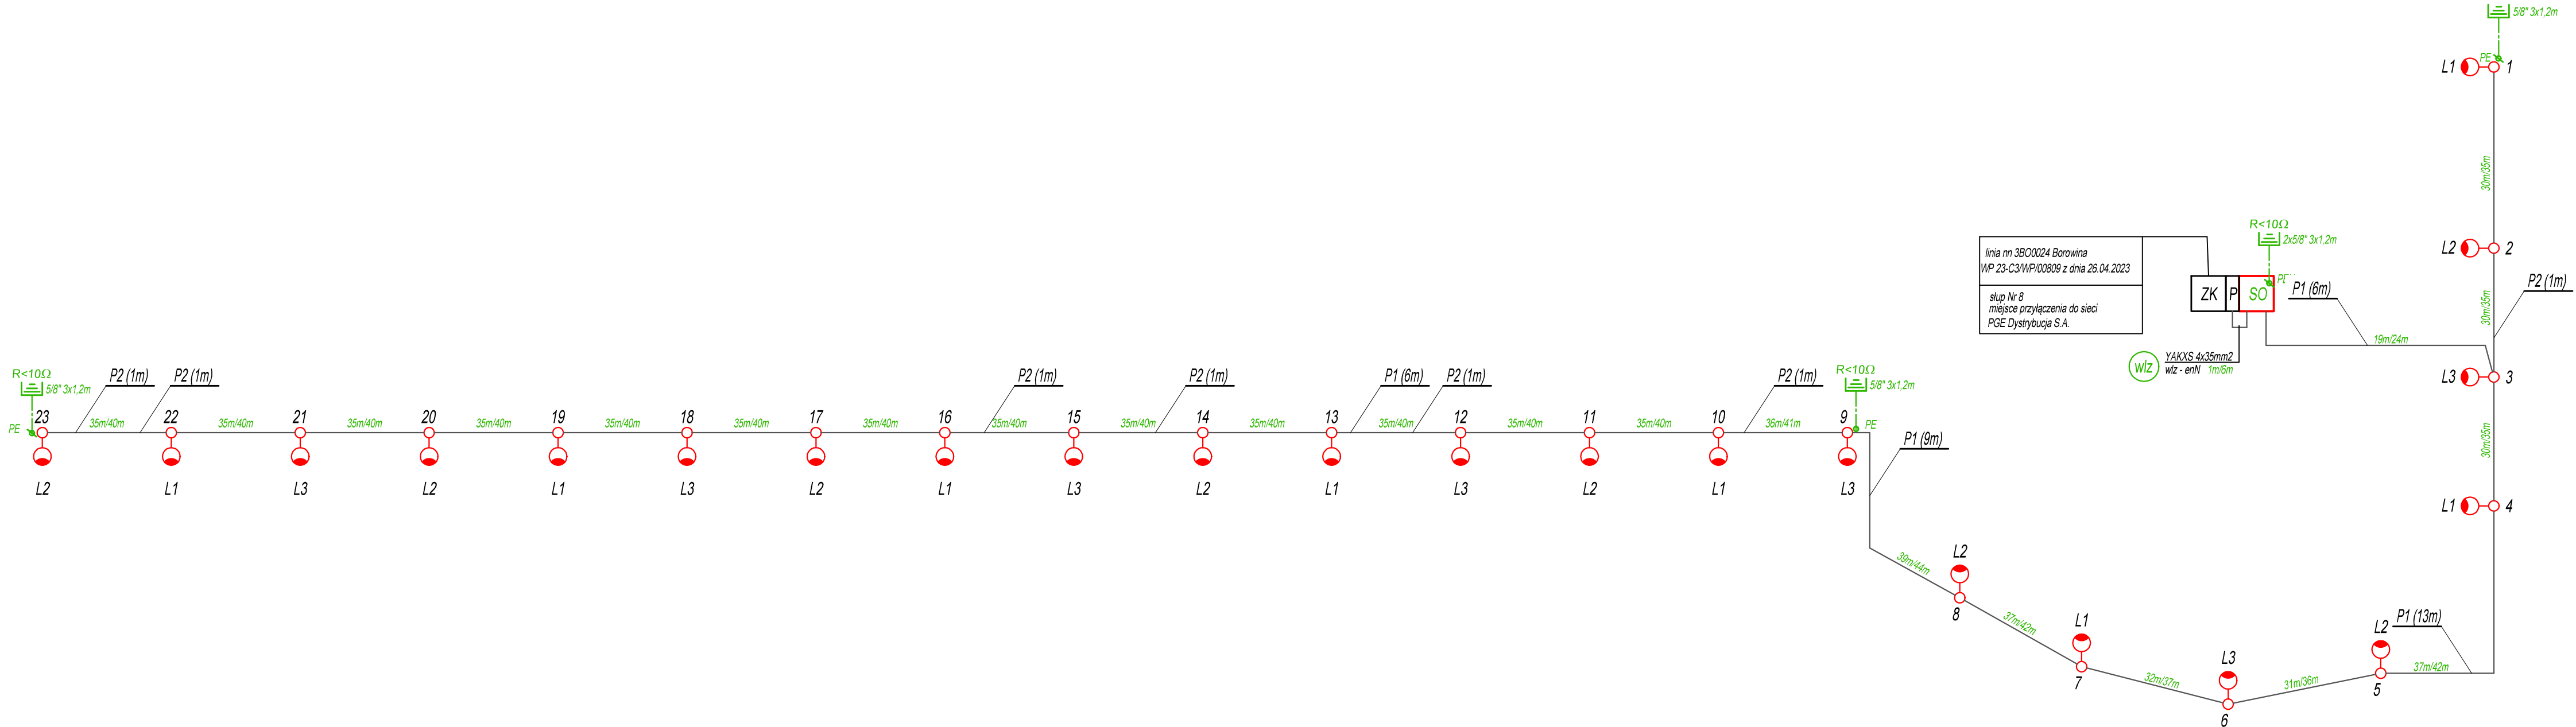 5/8" 3x1,2m
PE
L1
1
30m/35m
L2
2
30m/35m
P2 (1m)
L3
3
30m/35m
L1
4
linia nn 3BO0024 Borowina
WP 23-C3/WP/00809 z dnia 26.04.2023
słup Nr 8
miejsce przyłączenia do sieci
PGE Dystrybucja S.A.
R<10Ω
2x5/8" 3x1,2m
ZK
P
SO
P1 (6m)
19m/24m
wlz
YAKXS 4x35mm2
wlz - enN 1m/6m
R<10Ω
5/8" 3x1,2m
PE
P2 (1m)
P2 (1m)
P2 (1m)
P2 (1m)
P1 (6m)
P2 (1m)
P2 (1m)
R<10Ω
5/8" 3x1,2m
PE
23 22 21 20 19 18 17 16 15 14 13 12 11 10 9
35m/40m 35m/40m 35m/40m 35m/40m 35m/40m 35m/40m 35m/40m 35m/40m 35m/40m 35m/40m 35m/40m 35m/40m 35m/40m 36m/41m
L2 L1 L3 L2 L1 L3 L2 L1 L3 L2 L1 L3 L2 L1 L3
P1 (9m)
39m/44m
L2
8
37m/42m
L1
7
32m/37m
L3
6
31m/36m
L2
5
P1 (13m)
37m/42m